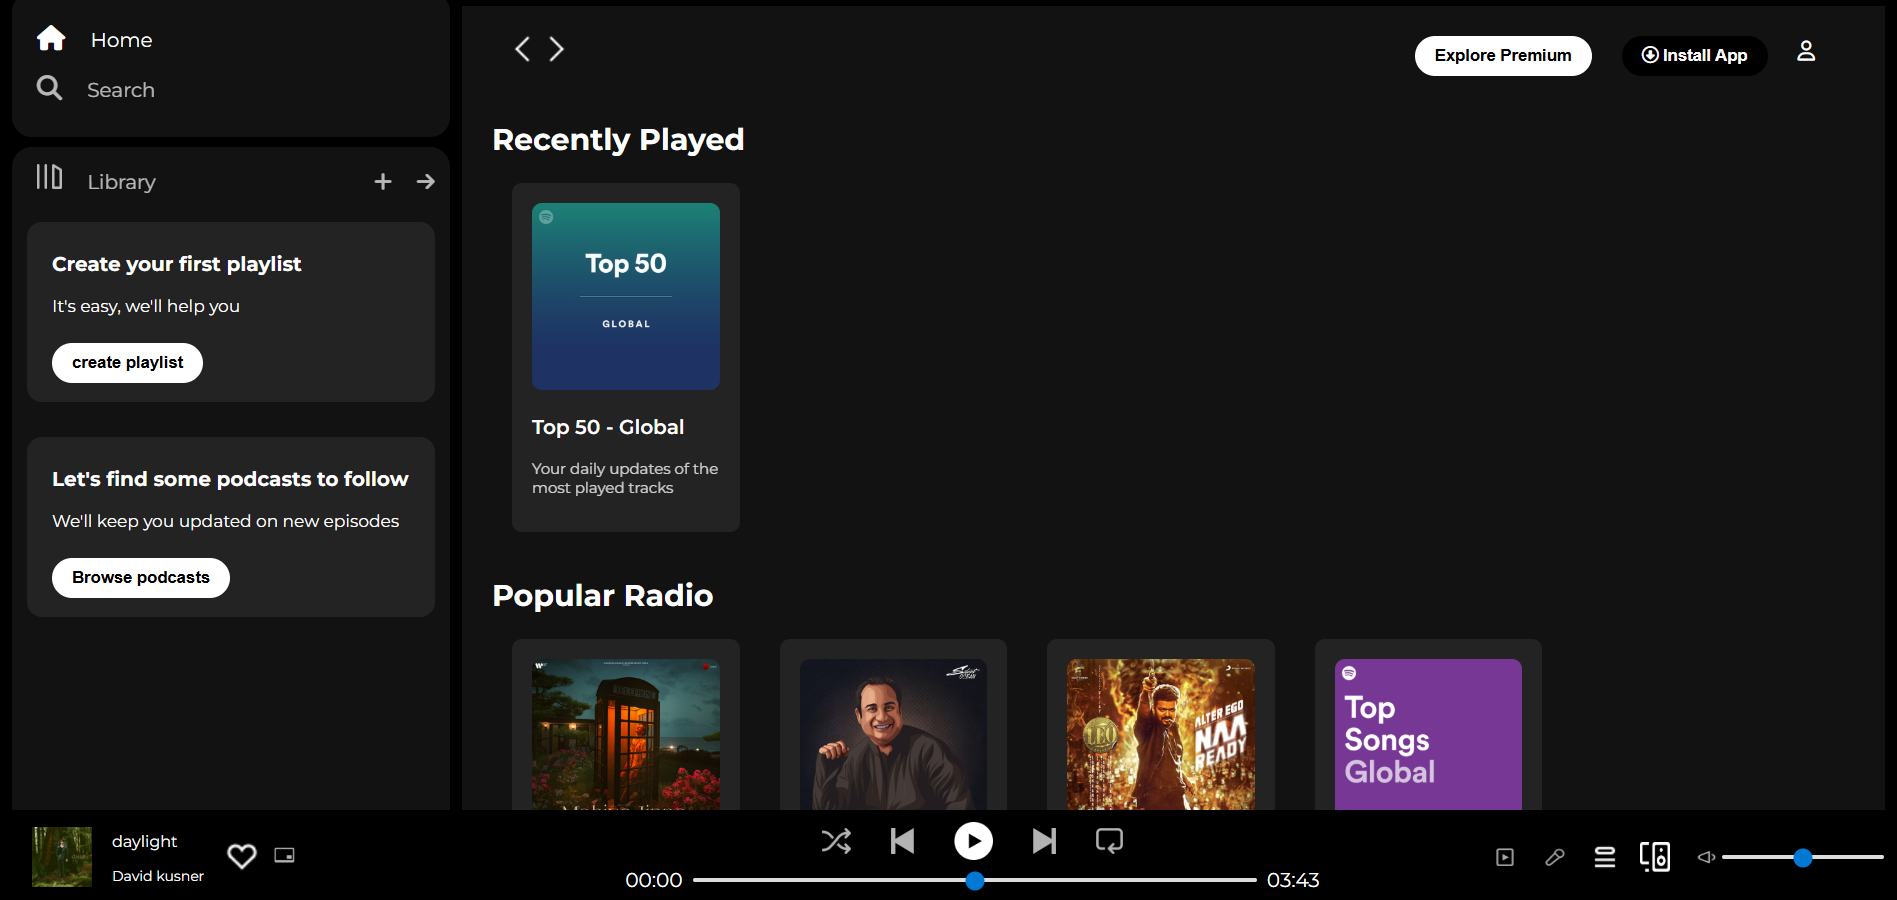 Home
Search
Library
Create your first playlist
It's easy, we'll help you
create playlist
Let's find some podcasts to follow
We'll keep you updated on new episodes
Browse podcasts
Explore Premium
Install App
Recently Played
Top 50
GLOBAL
Top 50 - Global
Your daily updates of the
most played tracks
Popular Radio
ALTER EGO
NAA
READY
LEO
Top
Songs
Global
daylight
David kusner
00:00
03:43